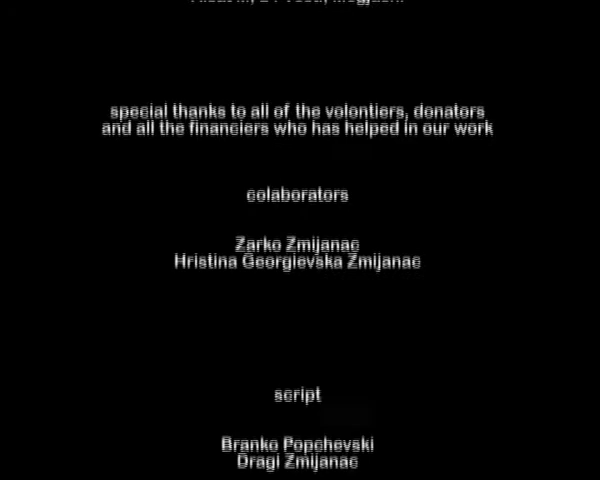 special thanks to all of the volontiers, donators
and all the financiers who has helped in our work
colaborators
Zarko Zmijanac
Hristina Georgievska Zmijanac
script
Branko Popchevski
Dragi Zmijanac